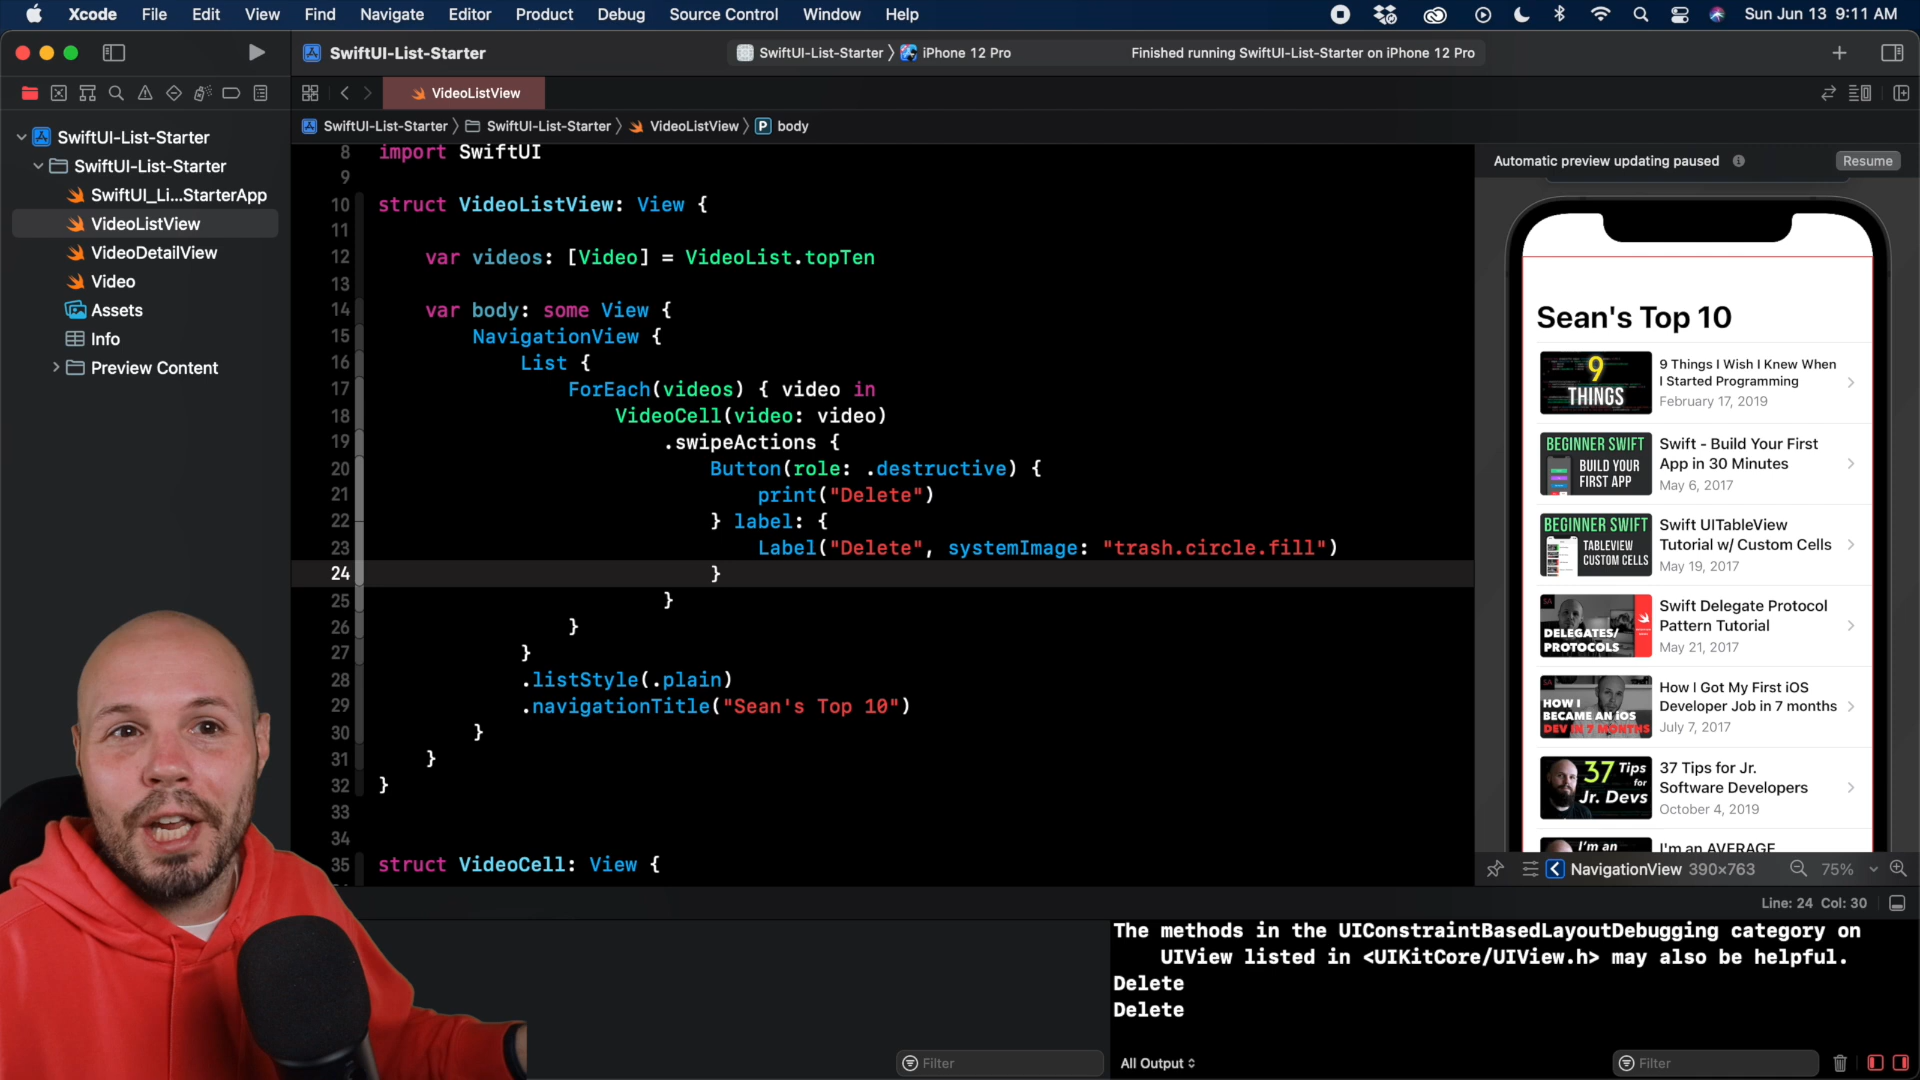 Xcode File Edit View Find Navigate Editor Product Debug Source Control Window Help Sun Jun 13 9:11 AM
SwiftUI-List-Starter SwiftUI-List-Starter iPhone 12 Pro Finished running SwiftUI-List-Starter on iPhone 12 Pro
VideoListView
SwiftUI-List-Starter SwiftUI-List-Starter VideoListView P body
SwiftUI-List-Starter
SwiftUI-List-Starter
SwiftUI_Li...StarterApp
VideoListView
VideoDetailView
Video
Assets
Info
Preview Content
8 import SwiftUI
9
10 struct VideoListView: View {
11
12 var videos: [Video] = VideoList.topTen
13
14 var body: some View {
15 NavigationView {
16 List {
17 ForEach(videos) { video in
18 VideoCell(video: video)
19 .swipeActions {
20 Button(role: .destructive) {
21 print("Delete")
22 } label: {
23 Label("Delete", systemImage: "trash.circle.fill")
24 }
25 }
26 }
27 }
28 .listStyle(.plain)
29 .navigationTitle("Sean's Top 10")
30 }
31 }
32 }
33
34
35 struct VideoCell: View {
Automatic preview updating paused Resume
Sean's Top 10
9
THINGS
9 Things I Wish I Knew When
I Started Programming
February 17, 2019
BEGINNER SWIFT
BUILD YOUR
FIRST APP
Swift - Build Your First
App in 30 Minutes
May 6, 2017
BEGINNER SWIFT
TABLEVIEW
CUSTOM CELLS
Swift UITableView
Tutorial w/ Custom Cells
May 19, 2017
DELEGATES/
PROTOCOLS
Swift Delegate Protocol
Pattern Tutorial
May 21, 2017
HOW I
BECAME AN iOS
DEV IN 7 MONTHS
How I Got My First iOS
Developer Job in 7 months
July 7, 2017
37 Tips
for
Jr. Devs
37 Tips for Jr.
Software Developers
October 4, 2019
I'm an
I'm an AVERAGE
NavigationView 390×763 75%
Line: 24 Col: 30
The methods in the UIConstraintBasedLayoutDebugging category on
UIView listed in <UIKitCore/UIView.h> may also be helpful.
Delete
Delete
Filter
All Output
Filter